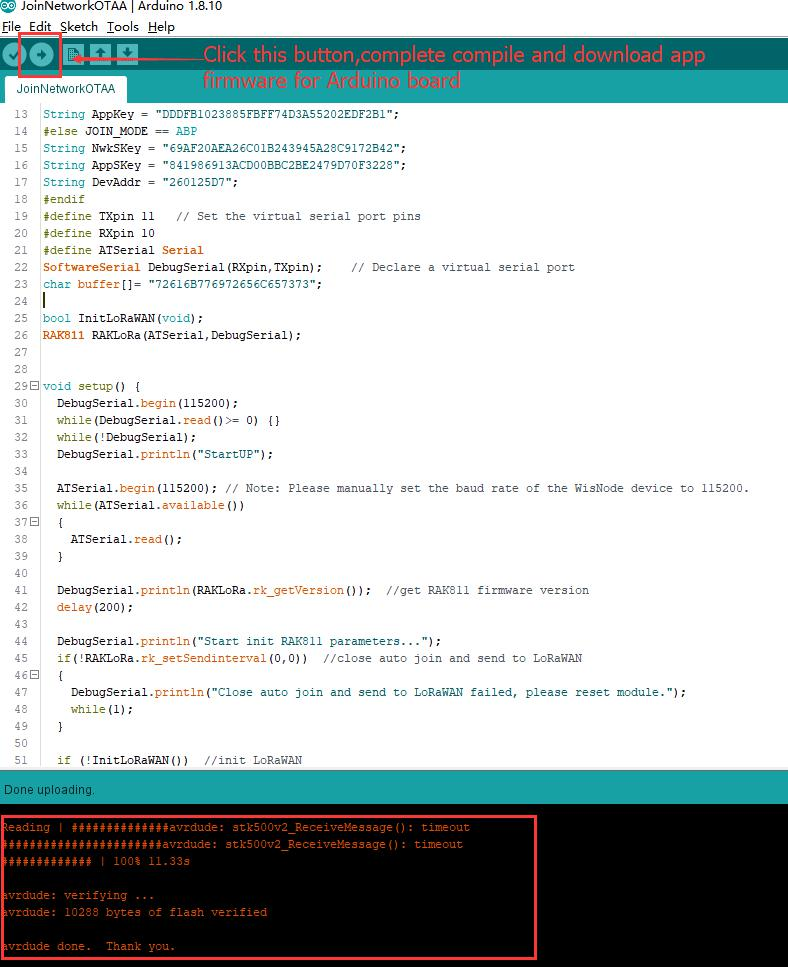 JoinNetworkOTAA | Arduino 1.8.10
File Edit Sketch Tools Help
Click this button,complete compile and download app
firmware for Arduino board
JoinNetworkOTAA
13 String AppKey = "DDDFB1023885FBFF74D3A55202EDF2B1";
14 #else JOIN_MODE == ABP
15 String NwkSKey = "69AF20AEA26C01B243945A28C9172B42";
16 String AppSKey = "841986913ACD00BBC2BE2479D70F3228";
17 String DevAddr = "260125D7";
18 #endif
19 #define TXpin 11 // Set the virtual serial port pins
20 #define RXpin 10
21 #define ATSerial Serial
22 SoftwareSerial DebugSerial(RXpin,TXpin); // Declare a virtual serial port
23 char buffer[]= "72616B776972656C657373";
24
25 bool InitLoRaWAN(void);
26 RAK811 RAKLoRa(ATSerial,DebugSerial);
27
28
29 void setup() {
30 DebugSerial.begin(115200);
31 while(DebugSerial.read()>= 0) {}
32 while(!DebugSerial);
33 DebugSerial.println("StartUP");
34
35 ATSerial.begin(115200); // Note: Please manually set the baud rate of the WisNode device to 115200.
36 while(ATSerial.available())
37 {
38 ATSerial.read();
39 }
40
41 DebugSerial.println(RAKLoRa.rk_getVersion()); //get RAK811 firmware version
42 delay(200);
43
44 DebugSerial.println("Start init RAK811 parameters...");
45 if(!RAKLoRa.rk_setSendinterval(0,0)) //close auto join and send to LoRaWAN
46 {
47 DebugSerial.println("Close auto join and send to LoRaWAN failed, please reset module.");
48 while(1);
49 }
50
51 if (!InitLoRaWAN()) //init LoRaWAN
Done uploading.
Reading | ##############avrdude: stk500v2_ReceiveMessage(): timeout
#######################avrdude: stk500v2_ReceiveMessage(): timeout
############# | 100% 11.33s
avrdude: verifying ...
avrdude: 10288 bytes of flash verified
avrdude done. Thank you.